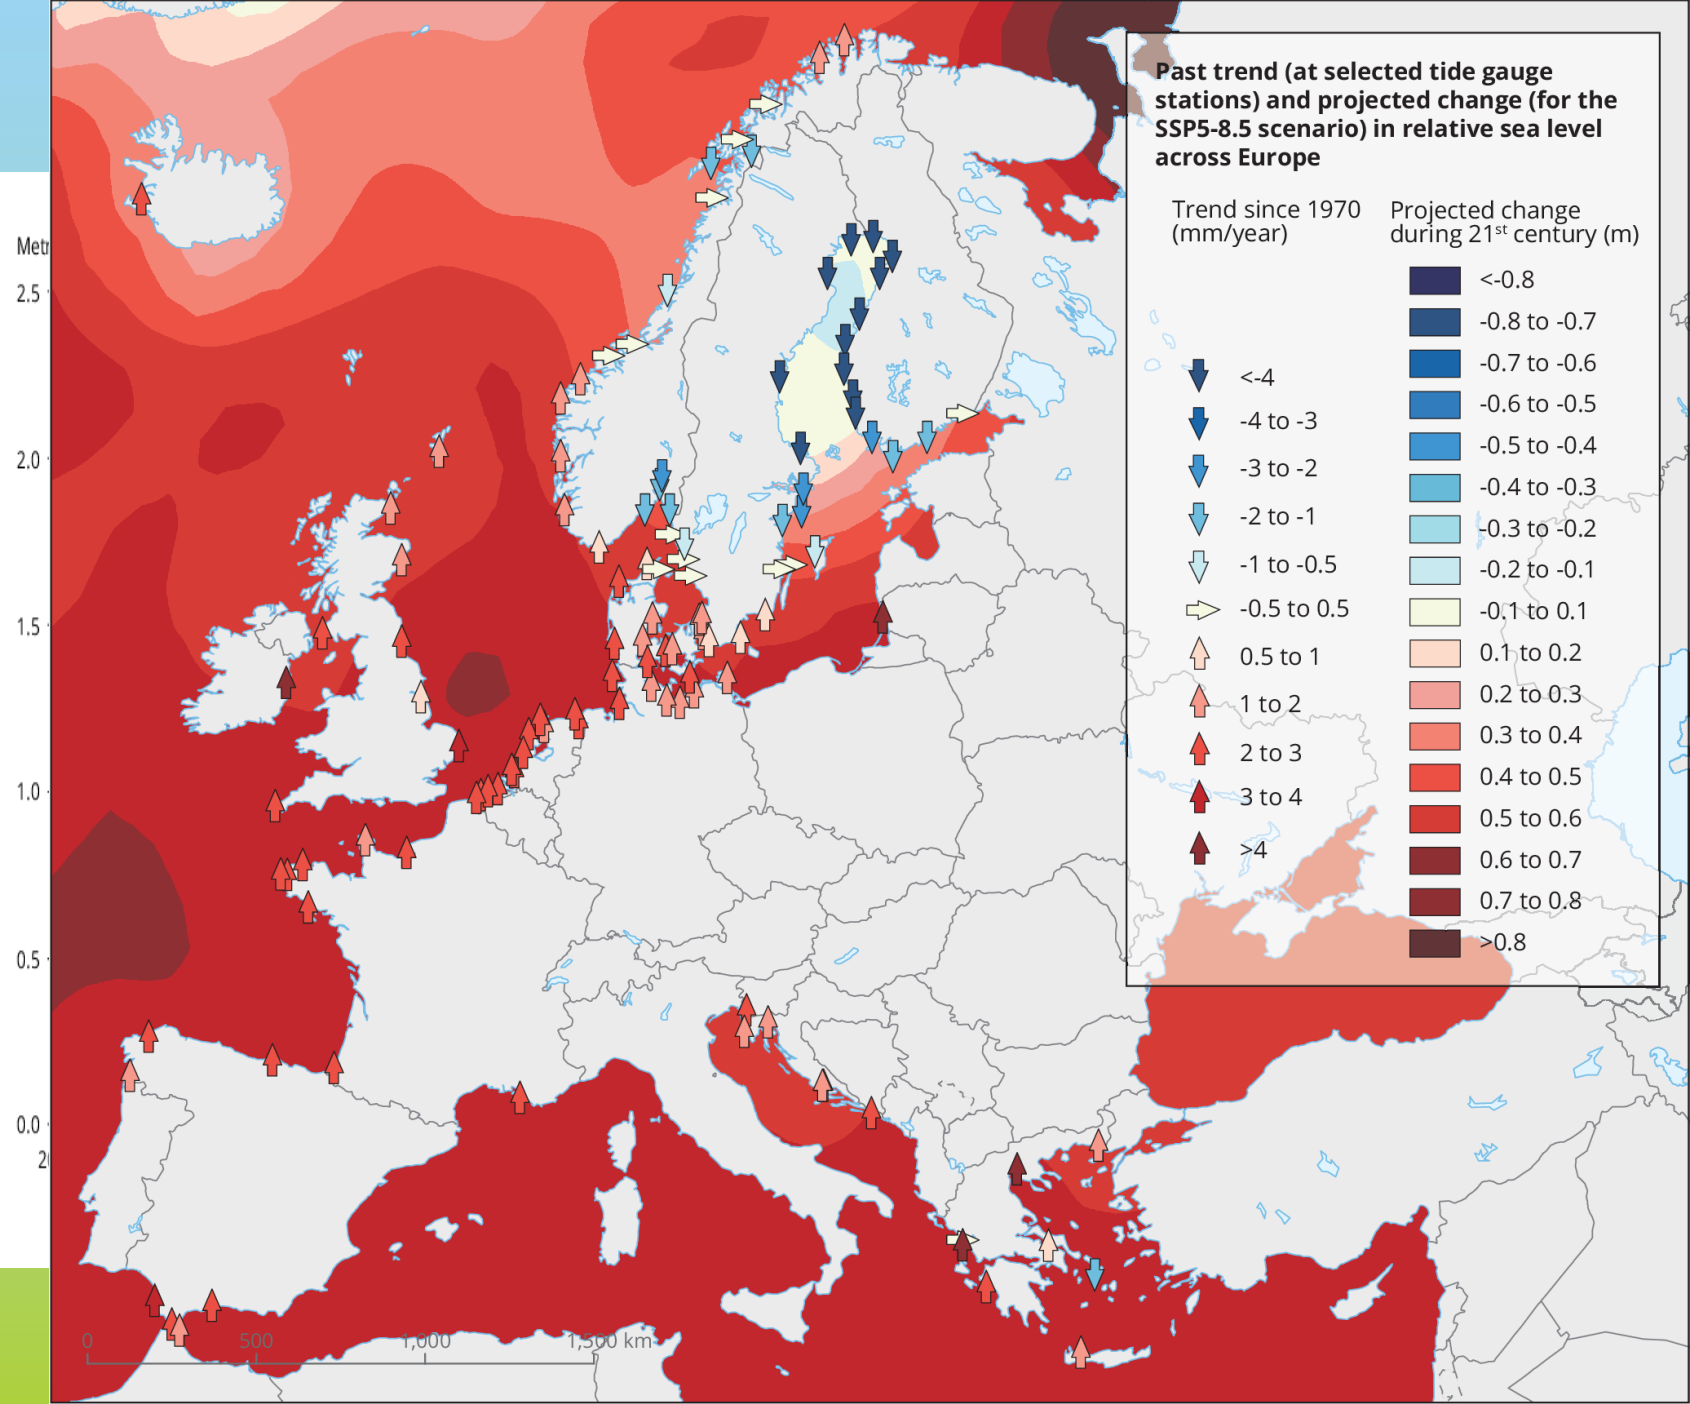 Past trend (at selected tide gauge
stations) and projected change (for the
SSP5-8.5 scenario) in relative sea level
across Europe
Trend since 1970
(mm/year)
<-4
-4 to -3
-3 to -2
-2 to -1
-1 to -0.5
-0.5 to 0.5
0.5 to 1
1 to 2
2 to 3
3 to 4
>4
Projected change
during 21st century (m)
<-0.8
-0.8 to -0.7
-0.7 to -0.6
-0.6 to -0.5
-0.5 to -0.4
-0.4 to -0.3
-0.3 to -0.2
-0.2 to -0.1
-0.1 to 0.1
0.1 to 0.2
0.2 to 0.3
0.3 to 0.4
0.4 to 0.5
0.5 to 0.6
0.6 to 0.7
0.7 to 0.8
>0.8
Metr
2.5
2.0
1.5
1.0
0.5
0.0
0 500 1,000 1,500 km